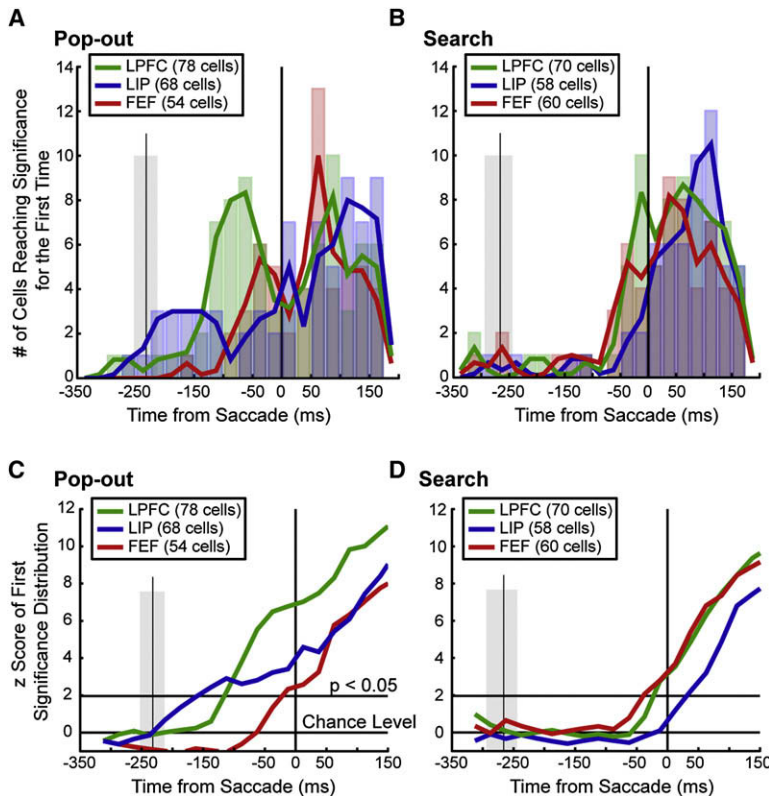 A
Pop-out
LPFC (78 cells)
LIP (68 cells)
FEF (54 cells)
# of Cells Reaching Significance
for the First Time
14
12
10
8
6
4
2
0
-350 -250 -150 -50 0 50 150
Time from Saccade (ms)
B
Search
LPFC (70 cells)
LIP (58 cells)
FEF (60 cells)
14
12
10
8
6
4
2
0
-350 -250 -150 -50 0 50 150
Time from Saccade (ms)
C
Pop-out
LPFC (78 cells)
LIP (68 cells)
FEF (54 cells)
z Score of First
Significance Distribution
12
10
8
6
4
2
0
p < 0.05
Chance Level
-350 -250 -150 -50 0 50 150
Time from Saccade (ms)
D
Search
LPFC (70 cells)
LIP (58 cells)
FEF (60 cells)
12
10
8
6
4
2
0
-350 -250 -150 -50 0 50 150
Time from Saccade (ms)